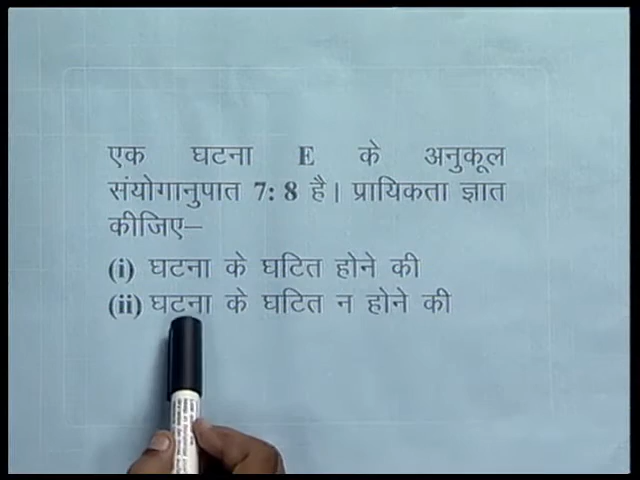 एक घटना E के अनुकूल
संयोगानुपात 7: 8 है। प्रायिकता ज्ञात
कीजिए–
(i) घटना के घटित होने की
(ii) घटना के घटित न होने की